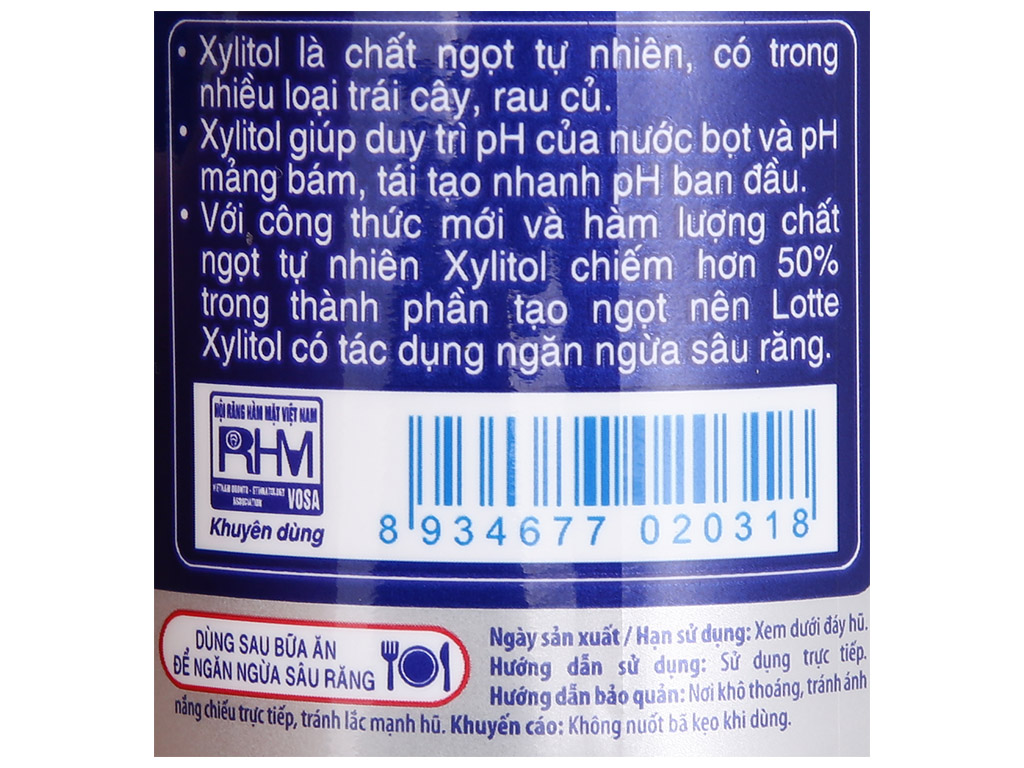 • Xylitol là chất ngọt tự nhiên, có trong
nhiều loại trái cây, rau củ.
• Xylitol giúp duy trì pH của nước bọt và pH
mảng bám, tái tạo nhanh pH ban đầu.
• Với công thức mới và hàm lượng chất
ngọt tự nhiên Xylitol chiếm hơn 50%
trong thành phần tạo ngọt nên Lotte
Xylitol có tác dụng ngăn ngừa sâu răng.
HỘI RĂNG HÀM MẶT VIỆT NAM
RHM
VIETNAM ODONTO - STOMATOLOGY
ASSOCIATION VOSA
Khuyên dùng
8 934677 020318
DÙNG SAU BỮA ĂN
ĐỂ NGĂN NGỪA SÂU RĂNG
Ngày sản xuất / Hạn sử dụng: Xem dưới đáy hũ.
Hướng dẫn sử dụng: Sử dụng trực tiếp.
Hướng dẫn bảo quản: Nơi khô thoáng, tránh ánh
nắng chiếu trực tiếp, tránh lắc mạnh hũ. Khuyến cáo: Không nuốt bã kẹo khi dùng.